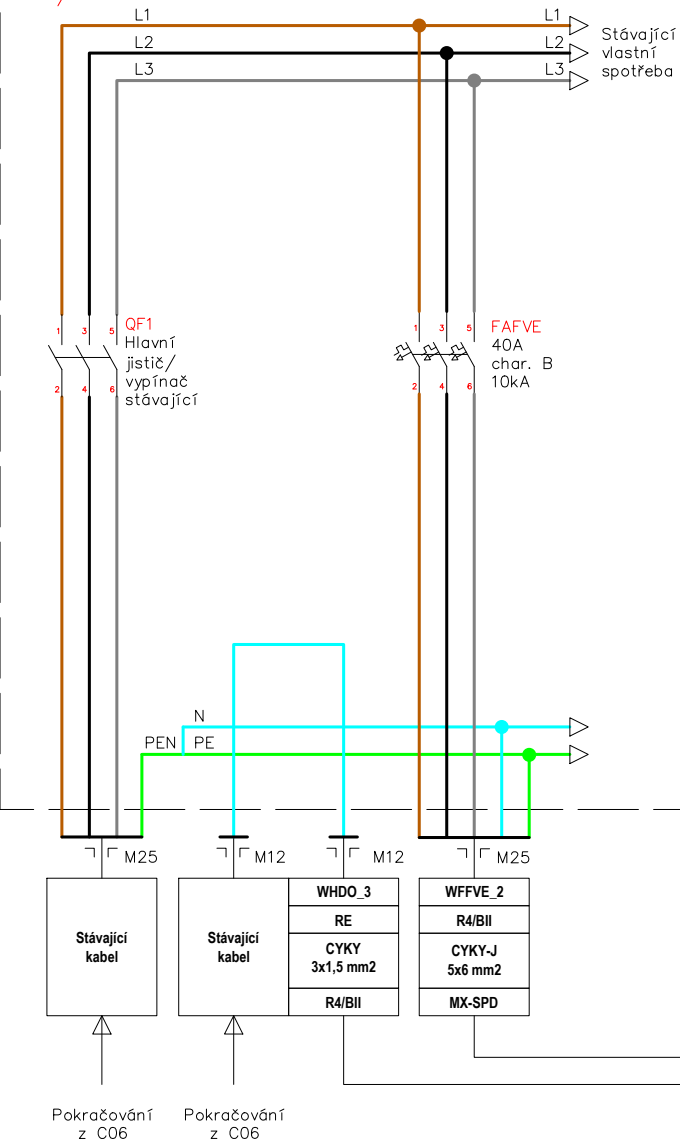 L1
L1
L2
L2
L3
L3
Stávající
vlastní
spotřeba
1
3
5
QF1
Hlavní
jistič/
vypínač
stávající
2
4
6
1
3
5
FAFVE
40A
char. B
10kA
2
4
6
N
PEN
PE
M25
M12
M12
M25
Stávající
kabel
Stávající
kabel
WHDO_3
RE
CYKY
3x1,5 mm2
R4/BII
WFFVE_2
R4/BII
CYKY-J
5x6 mm2
MX-SPD
Pokračování
z C06
Pokračování
z C06